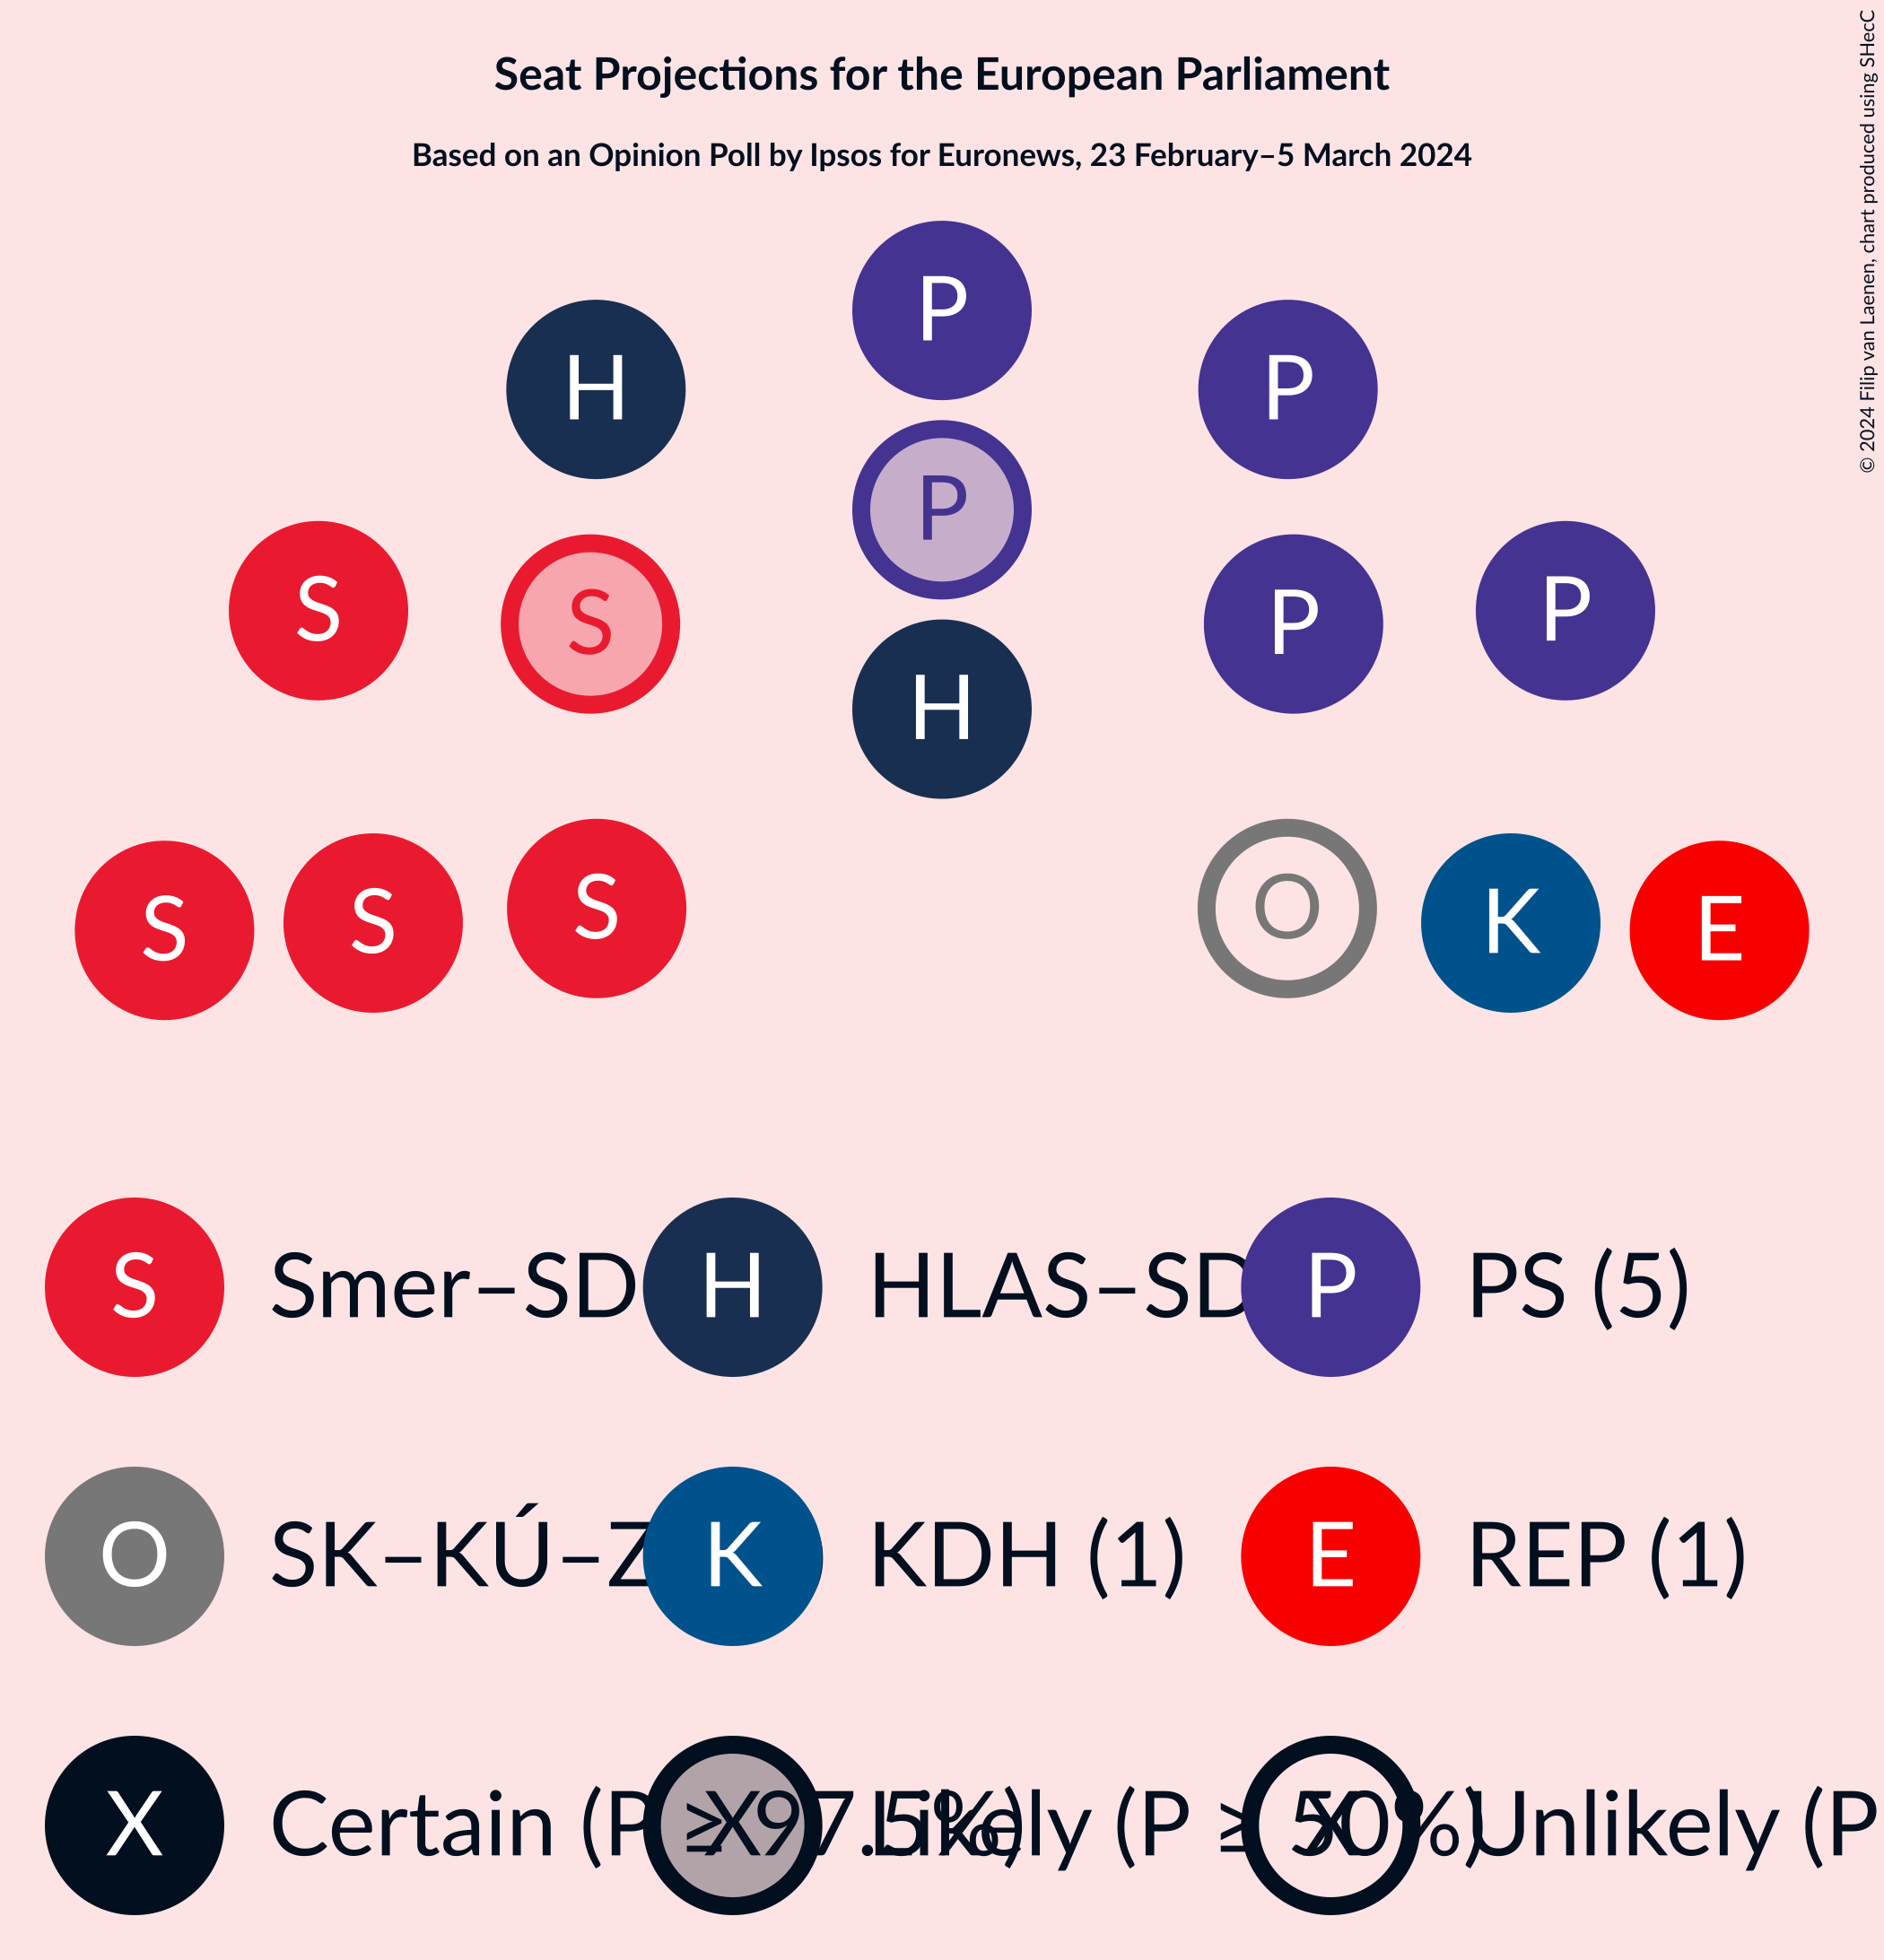 Seat Projections for the European Parliament
Based on an Opinion Poll by Ipsos for Euronews, 23 February–5 March 2024
© 2024 Filip van Laenen, chart produced using SHecC
P
H P
P
S P
S P
H
S S S O K E
S Smer–SD H HLAS–SD P PS (5)
O SK–KÚ–Z K KDH (1) E REP (1)
X Certain (P ≥ 97.5%) X Likely (P ≥ 50%) X Unlikely (P